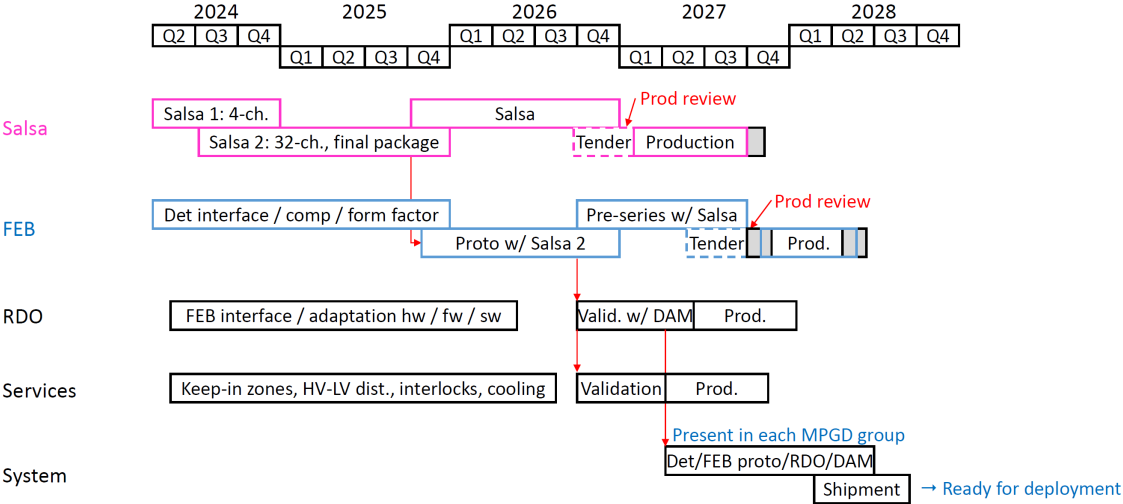 2024 2025 2026 2027 2028
Q2 Q3 Q4 Q1 Q2 Q3 Q4 Q1 Q2 Q3 Q4
Q1 Q2 Q3 Q4 Q1 Q2 Q3 Q4
Prod review
Salsa 1: 4-ch. Salsa
Salsa
Salsa 2: 32-ch., final package Tender Production
Prod review
Det interface / comp / form factor Pre-series w/ Salsa
FEB
Proto w/ Salsa 2 Tender Prod.
RDO FEB interface / adaptation hw / fw / sw Valid. w/ DAM Prod.
Services Keep-in zones, HV-LV dist., interlocks, cooling Validation Prod.
Present in each MPGD group
Det/FEB proto/RDO/DAM
System
Shipment → Ready for deployment